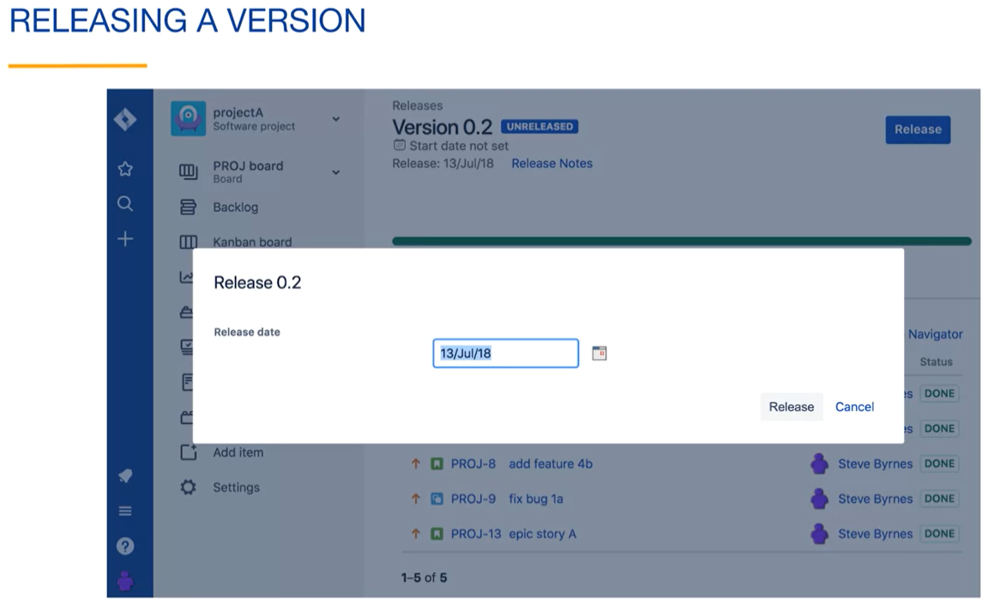 RELEASING A VERSION
projectA
Software project
PROJ board
Board
Backlog
Kanban board
Add item
Settings
Releases
Version 0.2 UNRELEASED
Start date not set
Release: 13/Jul/18 Release Notes
Release
Release 0.2
Release date
13/Jul/18
Release Cancel
Navigator
Status
es DONE
es DONE
PROJ-8 add feature 4b Steve Byrnes DONE
PROJ-9 fix bug 1a Steve Byrnes DONE
PROJ-13 epic story A Steve Byrnes DONE
1–5 of 5